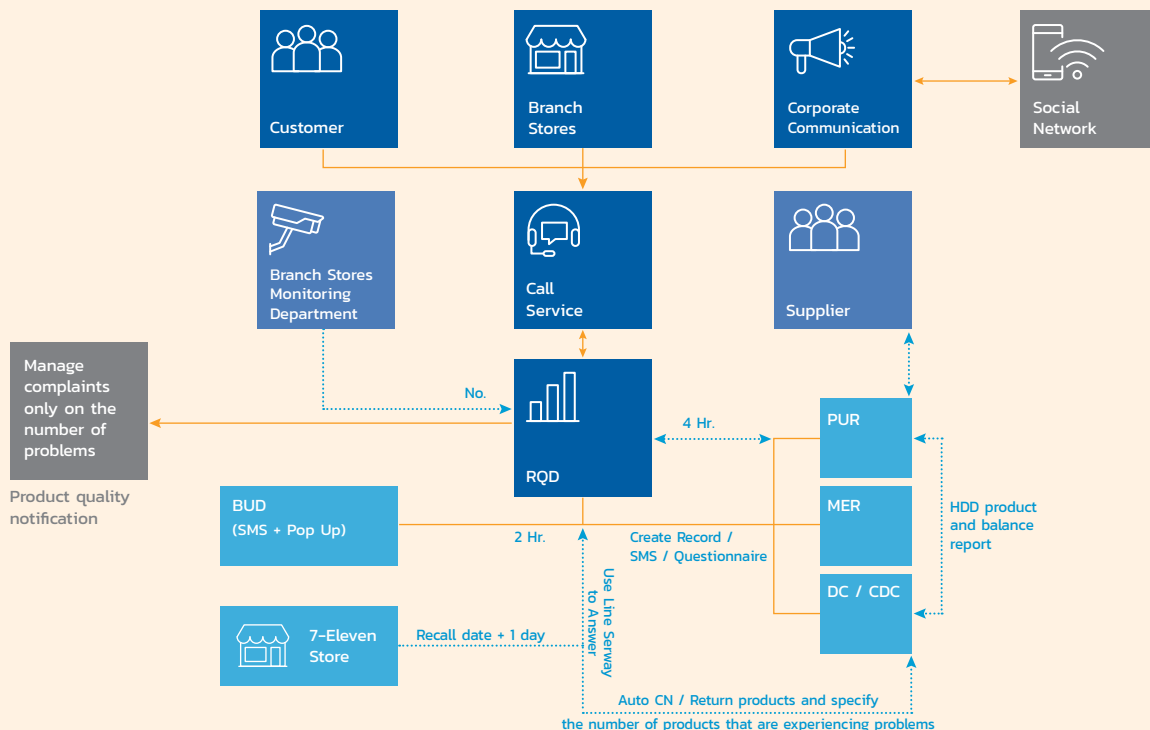 Customer
Branch
Stores
Corporate
Communication
Social
Network
Branch Stores
Monitoring
Department
Call
Service
Supplier
Manage
complaints
only on the
number of
problems
Product quality
notification
No.
RQD
4 Hr.
PUR
MER
DC / CDC
HDD product
and balance
report
BUD
(SMS + Pop Up)
2 Hr.
Create Record /
SMS / Questionnaire
Use Line Serway
to Answer
7-Eleven
Store
Recall date + 1 day
Auto CN / Return products and specify
the number of products that are experiencing problems